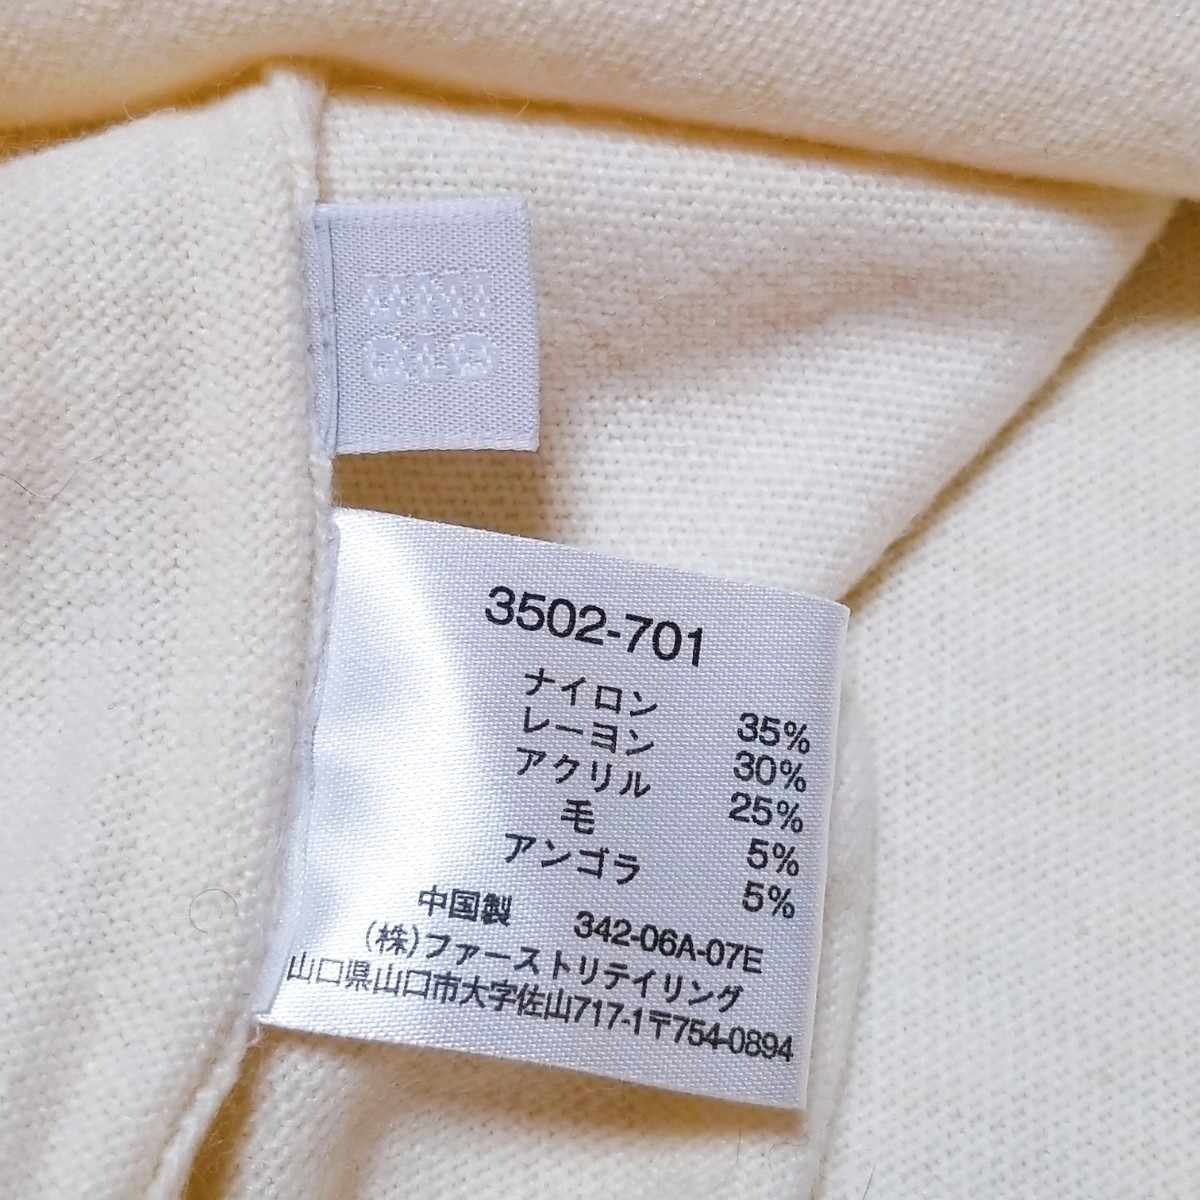 UNI
QLO
3502-701
ナイロン 35%
レーヨン 30%
アクリル 25%
毛 5%
アンゴラ 5%
中国製 342-06A-07E
(株)ファーストリテイリング
山口県山口市大字佐山717-1〒754-0894